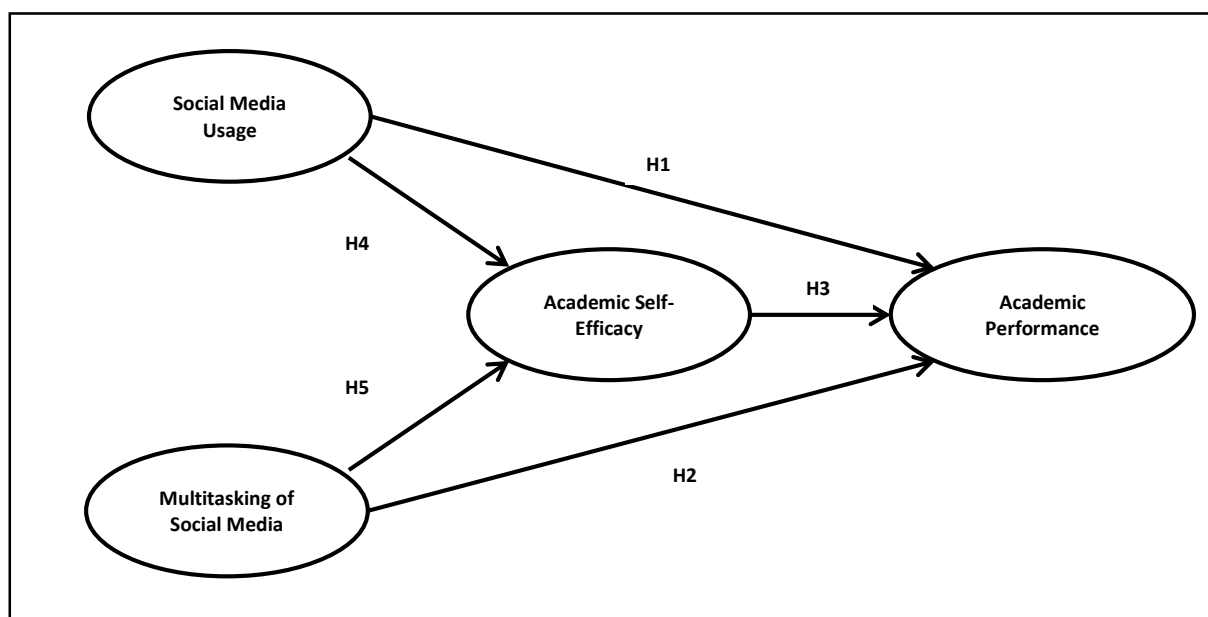 Social Media
Usage
H1
H4
Academic Self-
Efficacy
H3
Academic
Performance
H5
Multitasking of
Social Media
H2